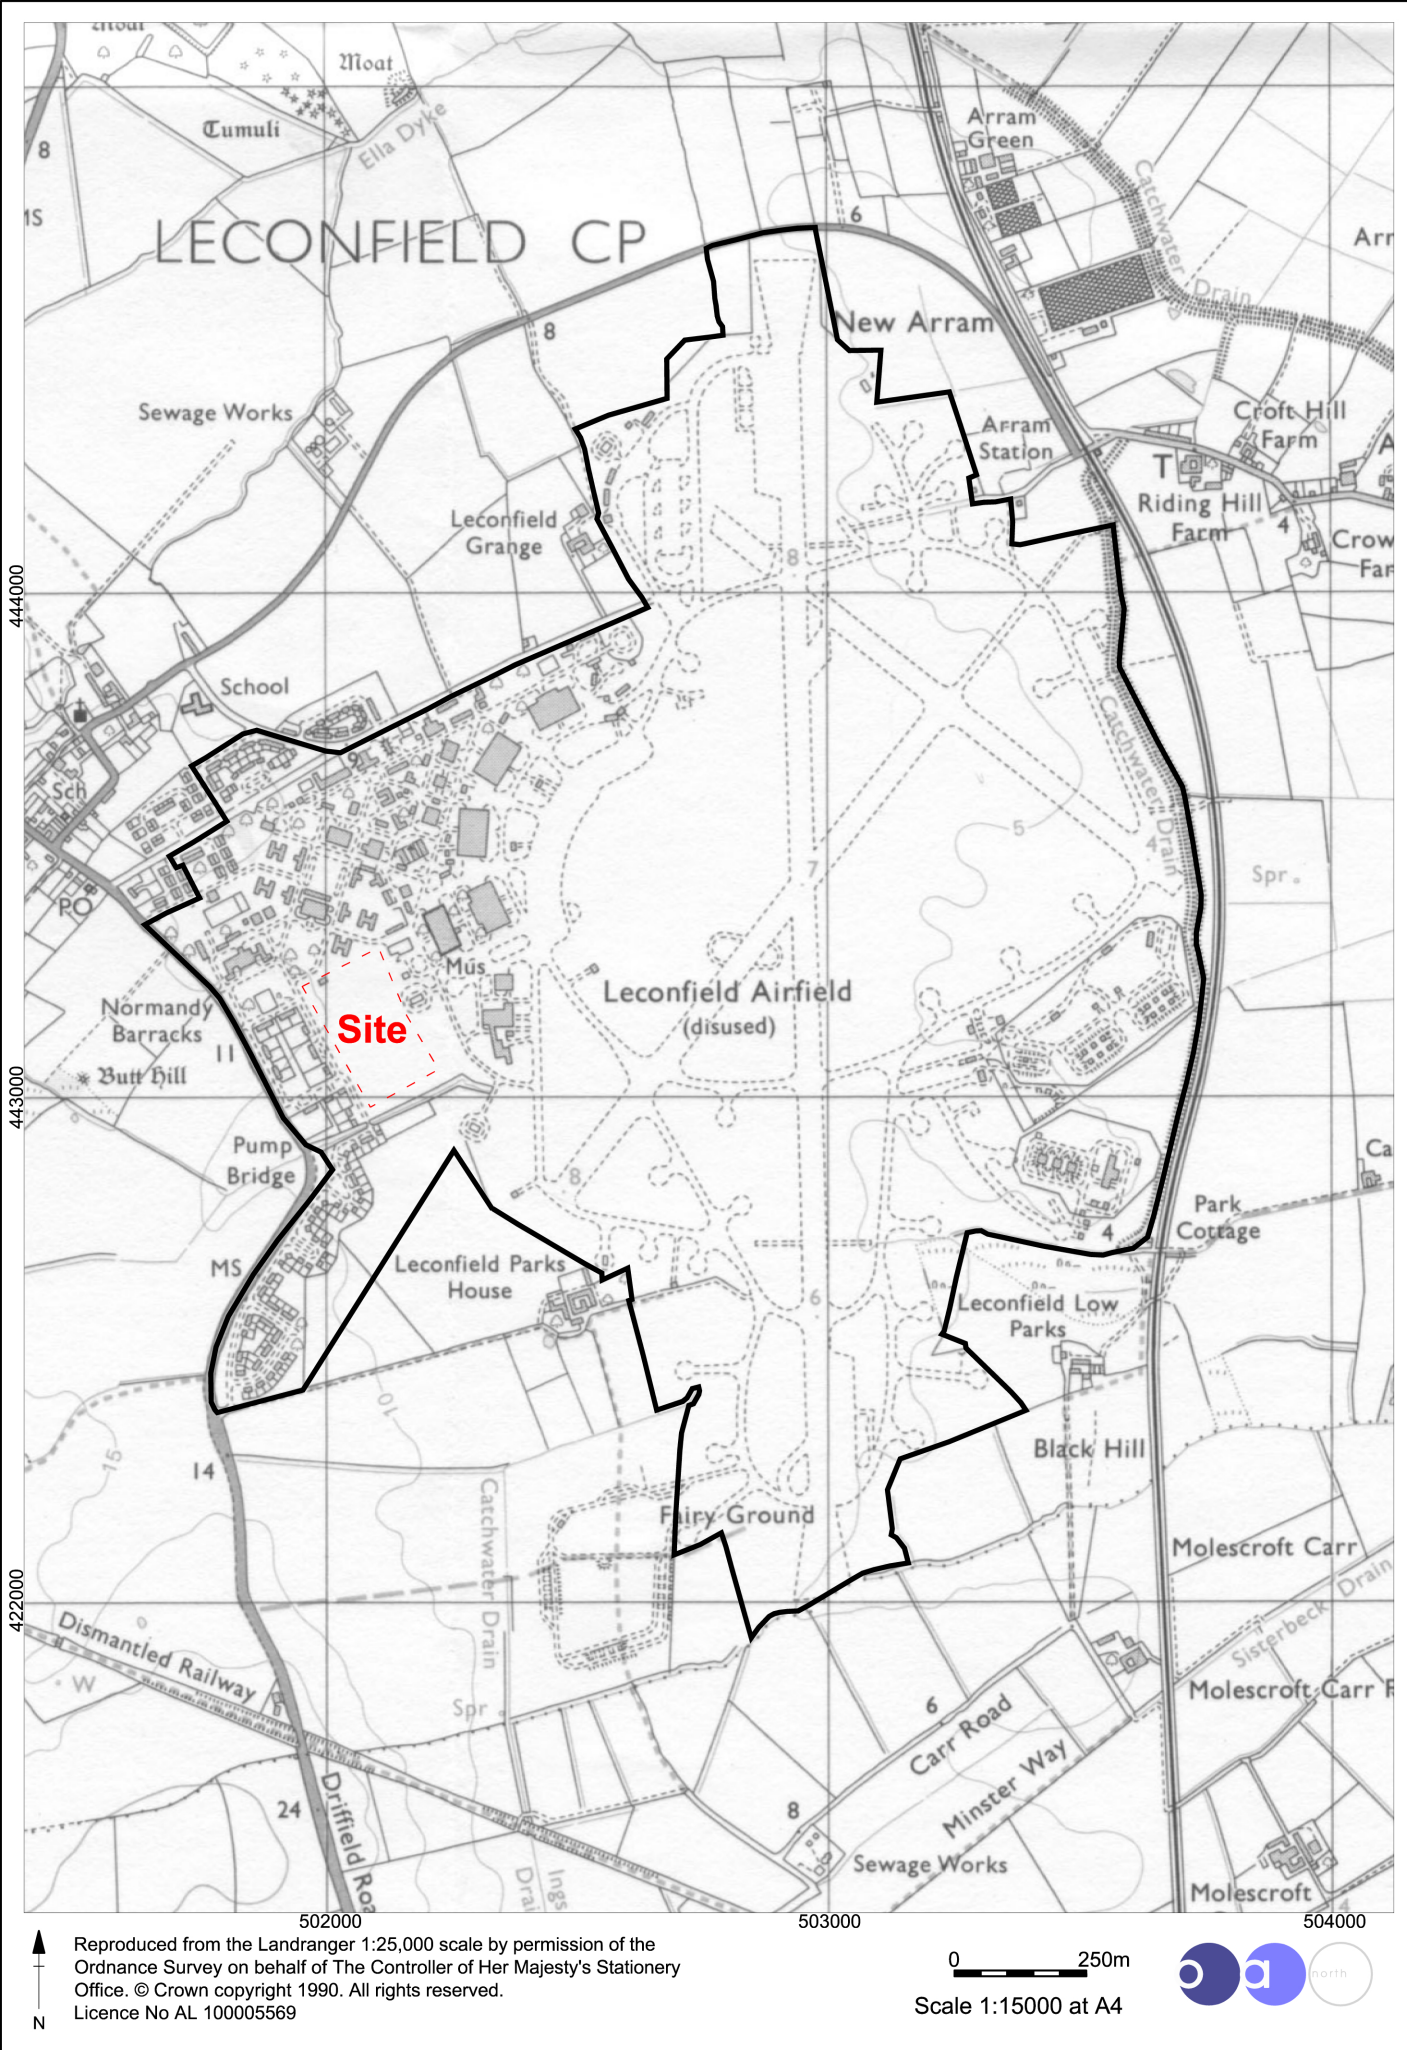 Moat
Tumuli
Ella Dyke
8
LECONFIELD CP
6
Arram
Green
Catchwater
Drain
New Arram
8
Sewage Works
Arram
Station
Croft Hill
Farm
T
Riding Hill
Farm
4
Leconfield
Grange
8
444000
School
9
Sch
Catchwater Drain
5
4
7
Spr
PO
Mus
Leconfield Airfield
(disused)
Normandy
Barracks
11
Site
Butt Hill
443000
Pump
Bridge
8
Park
Cottage
4
MS
Leconfield Parks
House
6
Leconfield Low
Parks
10
15
14
Black Hill
Catchwater Drain
Fairy Ground
Molescroft Carr
422000
Dismantled Railway
W
Sisterbeck Drain
Spr
6
Carr Road
Minster Way
24
Driffield Roa
8
Sewage Works
Ings
Molescroft
4
502000
503000
504000
N
Reproduced from the Landranger 1:25,000 scale by permission of the
Ordnance Survey on behalf of The Controller of Her Majesty's Stationery
Office. © Crown copyright 1990. All rights reserved.
Licence No AL 100005569
0 250m
Scale 1:15000 at A4
o a north